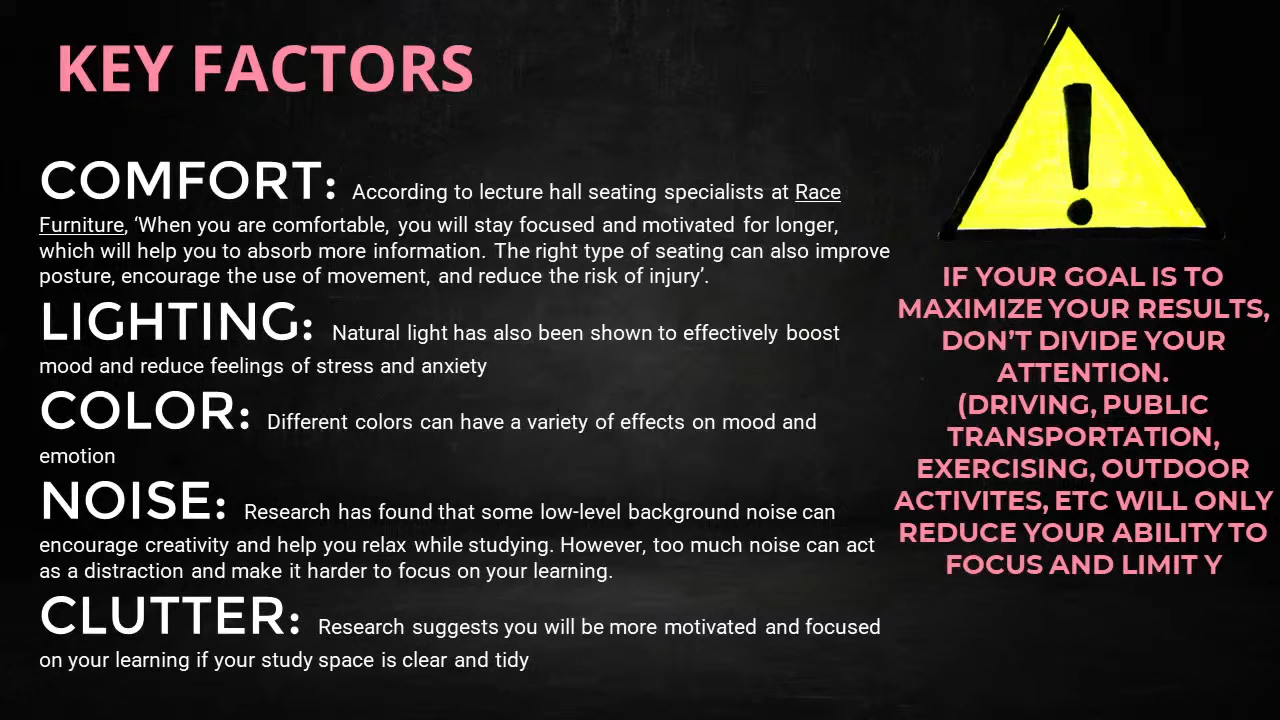 KEY FACTORS
COMFORT: According to lecture hall seating specialists at Race
Furniture, ‘When you are comfortable, you will stay focused and motivated for longer,
which will help you to absorb more information. The right type of seating can also improve
posture, encourage the use of movement, and reduce the risk of injury’.
LIGHTING: Natural light has also been shown to effectively boost
mood and reduce feelings of stress and anxiety
COLOR: Different colors can have a variety of effects on mood and
emotion
NOISE: Research has found that some low-level background noise can
encourage creativity and help you relax while studying. However, too much noise can act
as a distraction and make it harder to focus on your learning.
CLUTTER: Research suggests you will be more motivated and focused
on your learning if your study space is clear and tidy
IF YOUR GOAL IS TO
MAXIMIZE YOUR RESULTS,
DON’T DIVIDE YOUR
ATTENTION.
(DRIVING, PUBLIC
TRANSPORTATION,
EXERCISING, OUTDOOR
ACTIVITES, ETC WILL ONLY
REDUCE YOUR ABILITY TO
FOCUS AND LIMIT Y